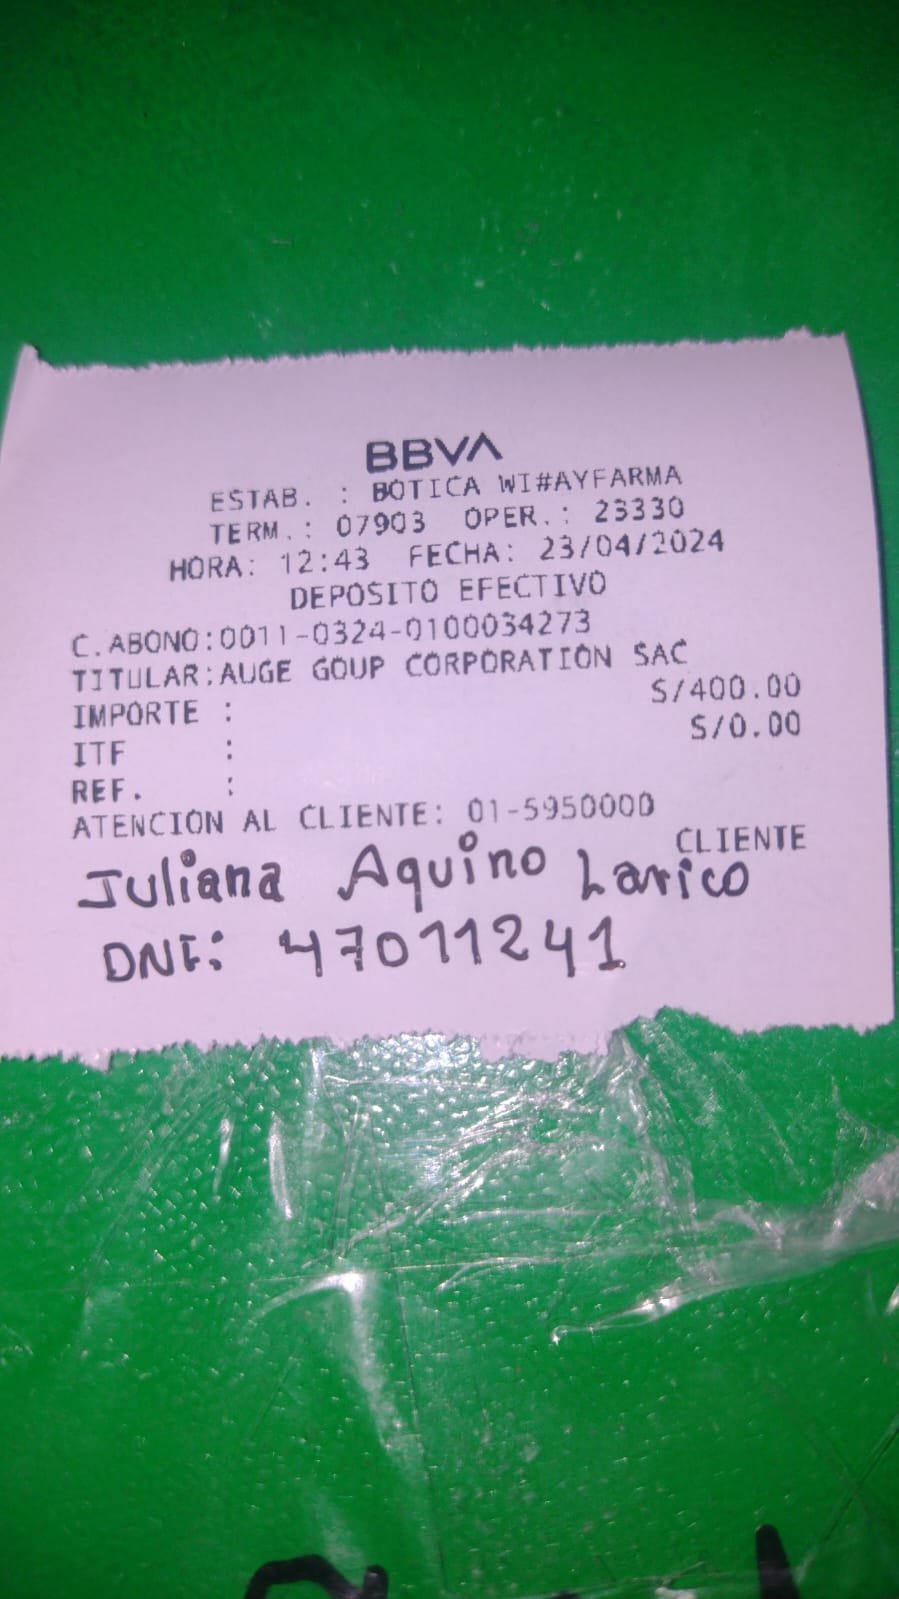 BBVA
ESTAB. : BOTICA WI#AYFARMA
TERM.: 07903 OPER.: 23330
HORA: 12:43 FECHA: 23/04/2024
DEPOSITO EFECTIVO
C.ABONO:0011-0324-0100034273
TITULAR:AUGE GOUP CORPORATION SAC
IMPORTE : S/400.00
ITF : S/0.00
REF. :
ATENCION AL CLIENTE: 01-5950000
CLIENTE
Juliana Aquino Larico
DNI: 47011241